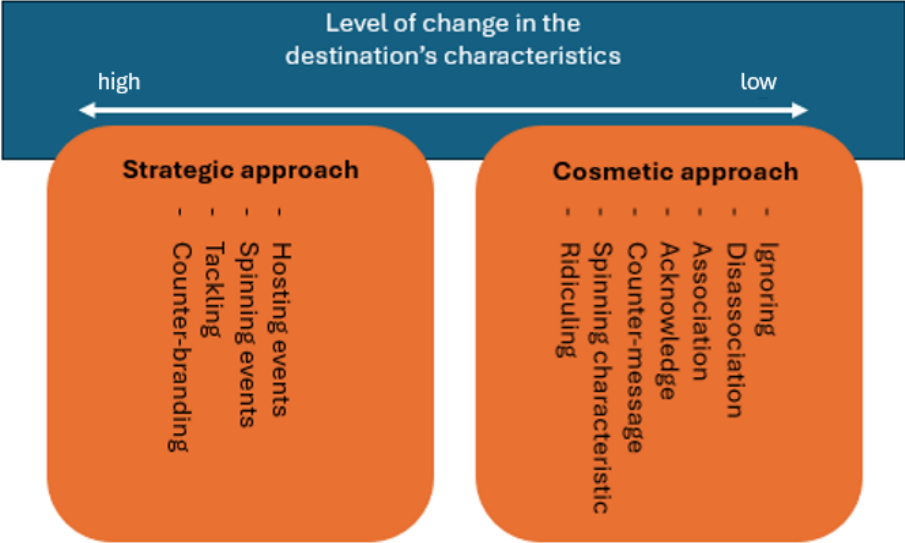 Level of change in the
destination's characteristics
high
low
Strategic approach
- Hosting events
- Spinning events
- Tackling
- Counter-branding
Cosmetic approach
- Ignoring
- Disassociation
- Association
- Acknowledge
- Counter-message
- Spinning characteristic
- Ridiculing